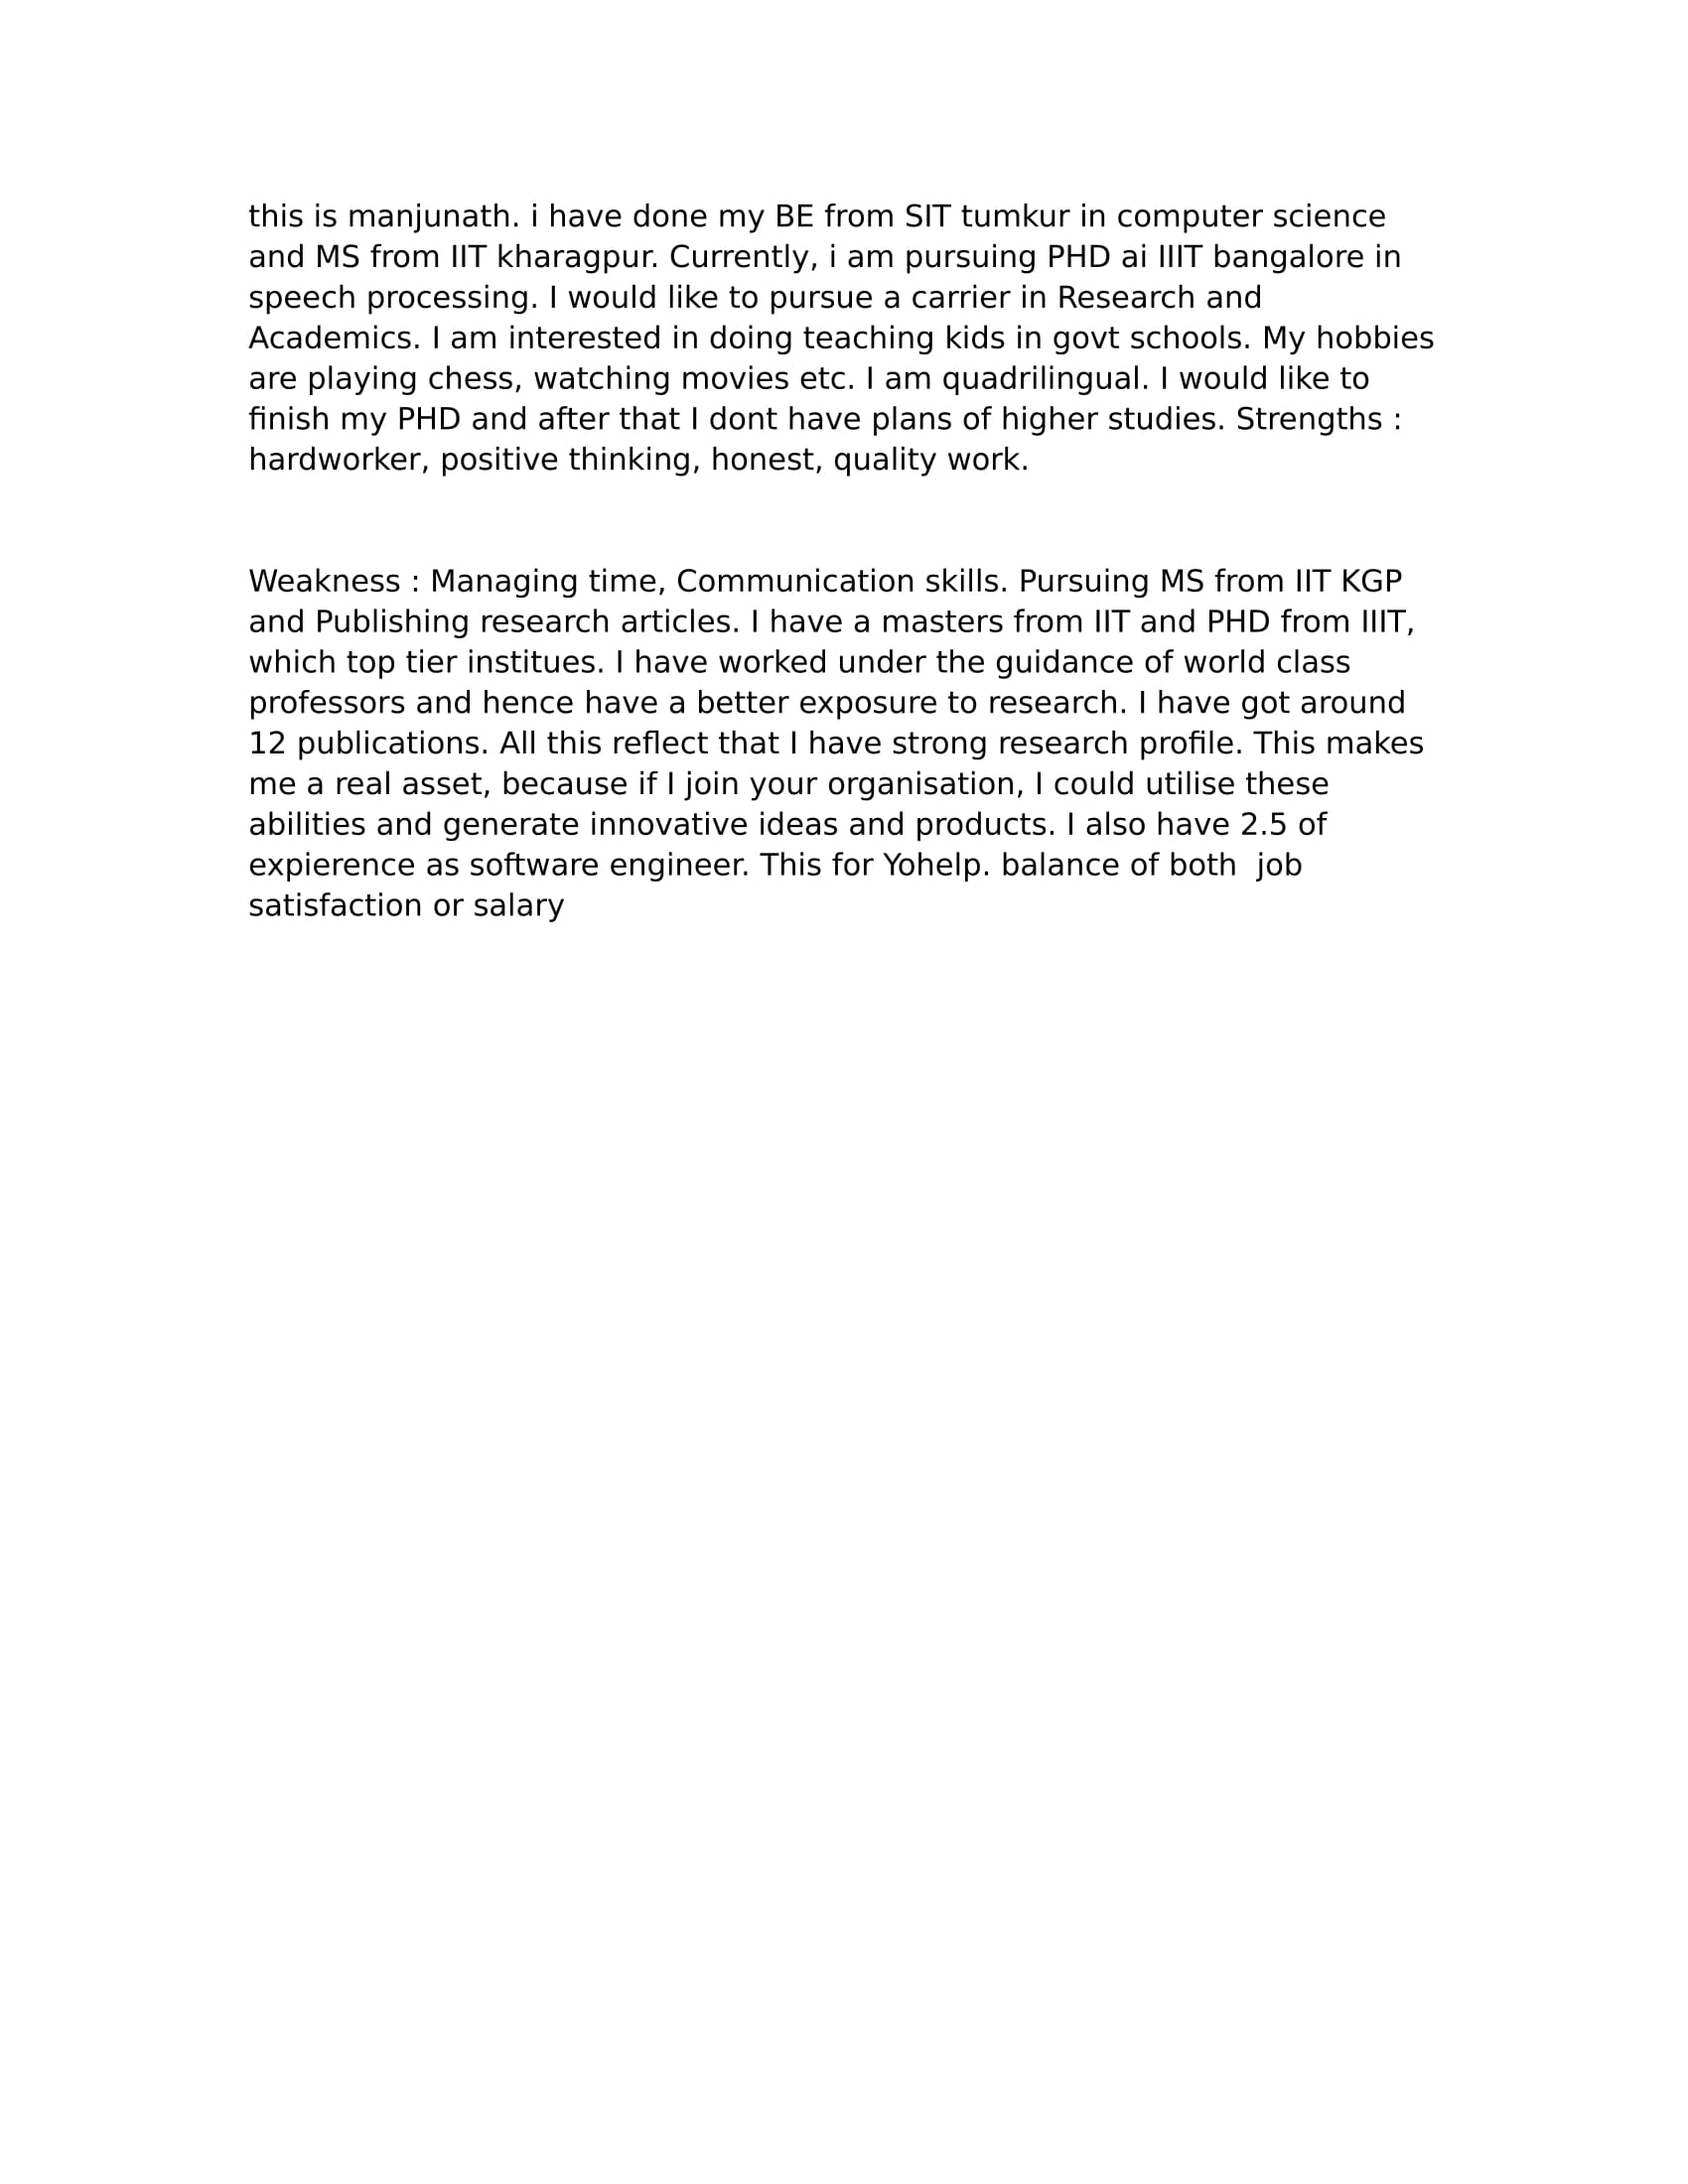 this is manjunath. i have done my BE from SIT tumkur in computer science
and MS from IIT kharagpur. Currently, i am pursuing PHD ai IIIT bangalore in
speech processing. I would like to pursue a carrier in Research and
Academics. I am interested in doing teaching kids in govt schools. My hobbies
are playing chess, watching movies etc. I am quadrilingual. I would like to
finish my PHD and after that I dont have plans of higher studies. Strengths :
hardworker, positive thinking, honest, quality work.
Weakness : Managing time, Communication skills. Pursuing MS from IIT KGP
and Publishing research articles. I have a masters from IIT and PHD from IIIT,
which top tier institues. I have worked under the guidance of world class
professors and hence have a better exposure to research. I have got around
12 publications. All this reflect that I have strong research profile. This makes
me a real asset, because if I join your organisation, I could utilise these
abilities and generate innovative ideas and products. I also have 2.5 of
expierence as software engineer. This for Yohelp. balance of both  job
satisfaction or salary